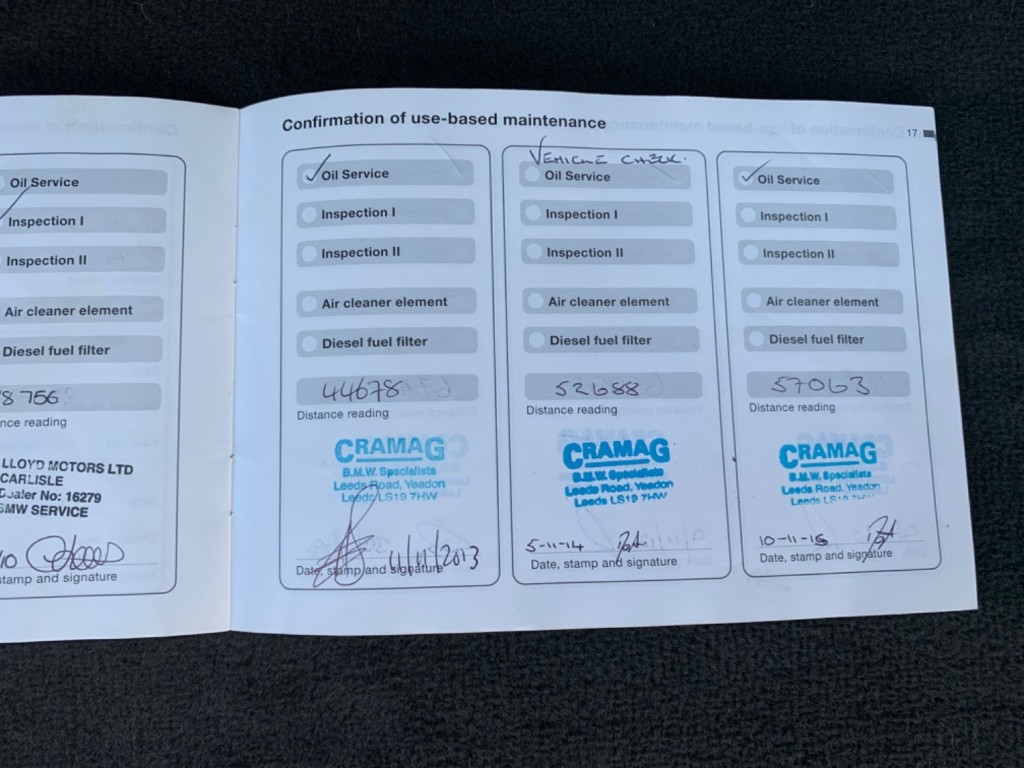 Oil Service
Inspection I
Inspection II
Air cleaner element
Diesel fuel filter
8756
nce reading
LLOYD MOTORS LTD
CARLISLE
Dealer No: 16279
BMW SERVICE
10
stamp and signature
Confirmation of use-based maintenance
17
Oil Service
Inspection I
Inspection II
Air cleaner element
Diesel fuel filter
44678
Distance reading
CRAMAG
B.M.W. Specialists
Leeds Road, Yeadon
Leeds LS19 7HW
11/11/2013
Date, stamp and signature
VEHICLE CHECK.
Oil Service
Inspection I
Inspection II
Air cleaner element
Diesel fuel filter
52688
Distance reading
CRAMAG
B.M.W. Specialists
Leeds Road, Yeadon
Leeds LS19 7HW
5-11-14
Date, stamp and signature
Oil Service
Inspection I
Inspection II
Air cleaner element
Diesel fuel filter
57063
Distance reading
CRAMAG
B.M.W. Specialists
Leeds Road, Yeadon
Leeds LS19 7HW
10-11-15
Date, stamp and signature